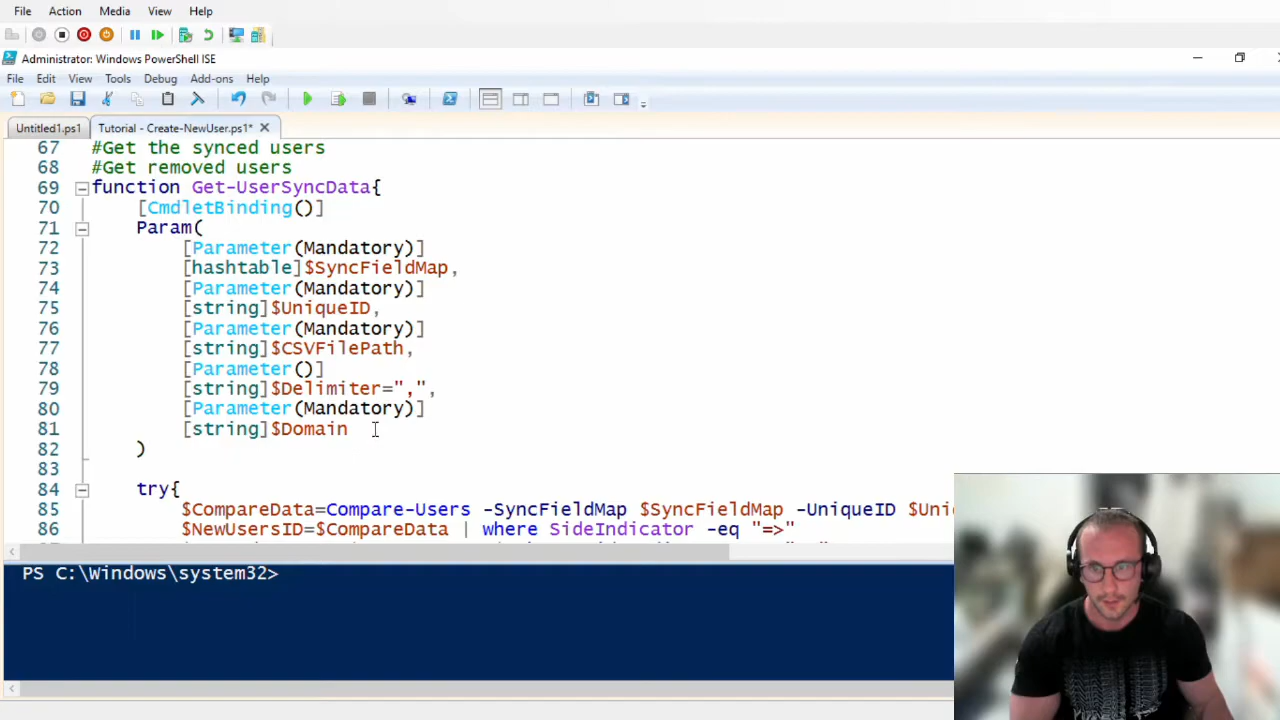 File Action Media View Help
Administrator: Windows PowerShell ISE
File Edit View Tools Debug Add-ons Help
Untitled1.ps1 Tutorial - Create-NewUser.ps1*
67 #Get the synced users
68 #Get removed users
69 function Get-UserSyncData{
70 [CmdletBinding()]
71 Param(
72 [Parameter(Mandatory)]
73 [hashtable]$SyncFieldMap,
74 [Parameter(Mandatory)]
75 [string]$UniqueID,
76 [Parameter(Mandatory)]
77 [string]$CSVFilePath,
78 [Parameter()]
79 [string]$Delimiter=",",
80 [Parameter(Mandatory)]
81 [string]$Domain
82 )
83
84 try{
85 $CompareData=Compare-Users -SyncFieldMap $SyncFieldMap -UniqueID $Uni
86 $NewUsersID=$CompareData | where SideIndicator -eq "=>"
PS C:\Windows\system32>